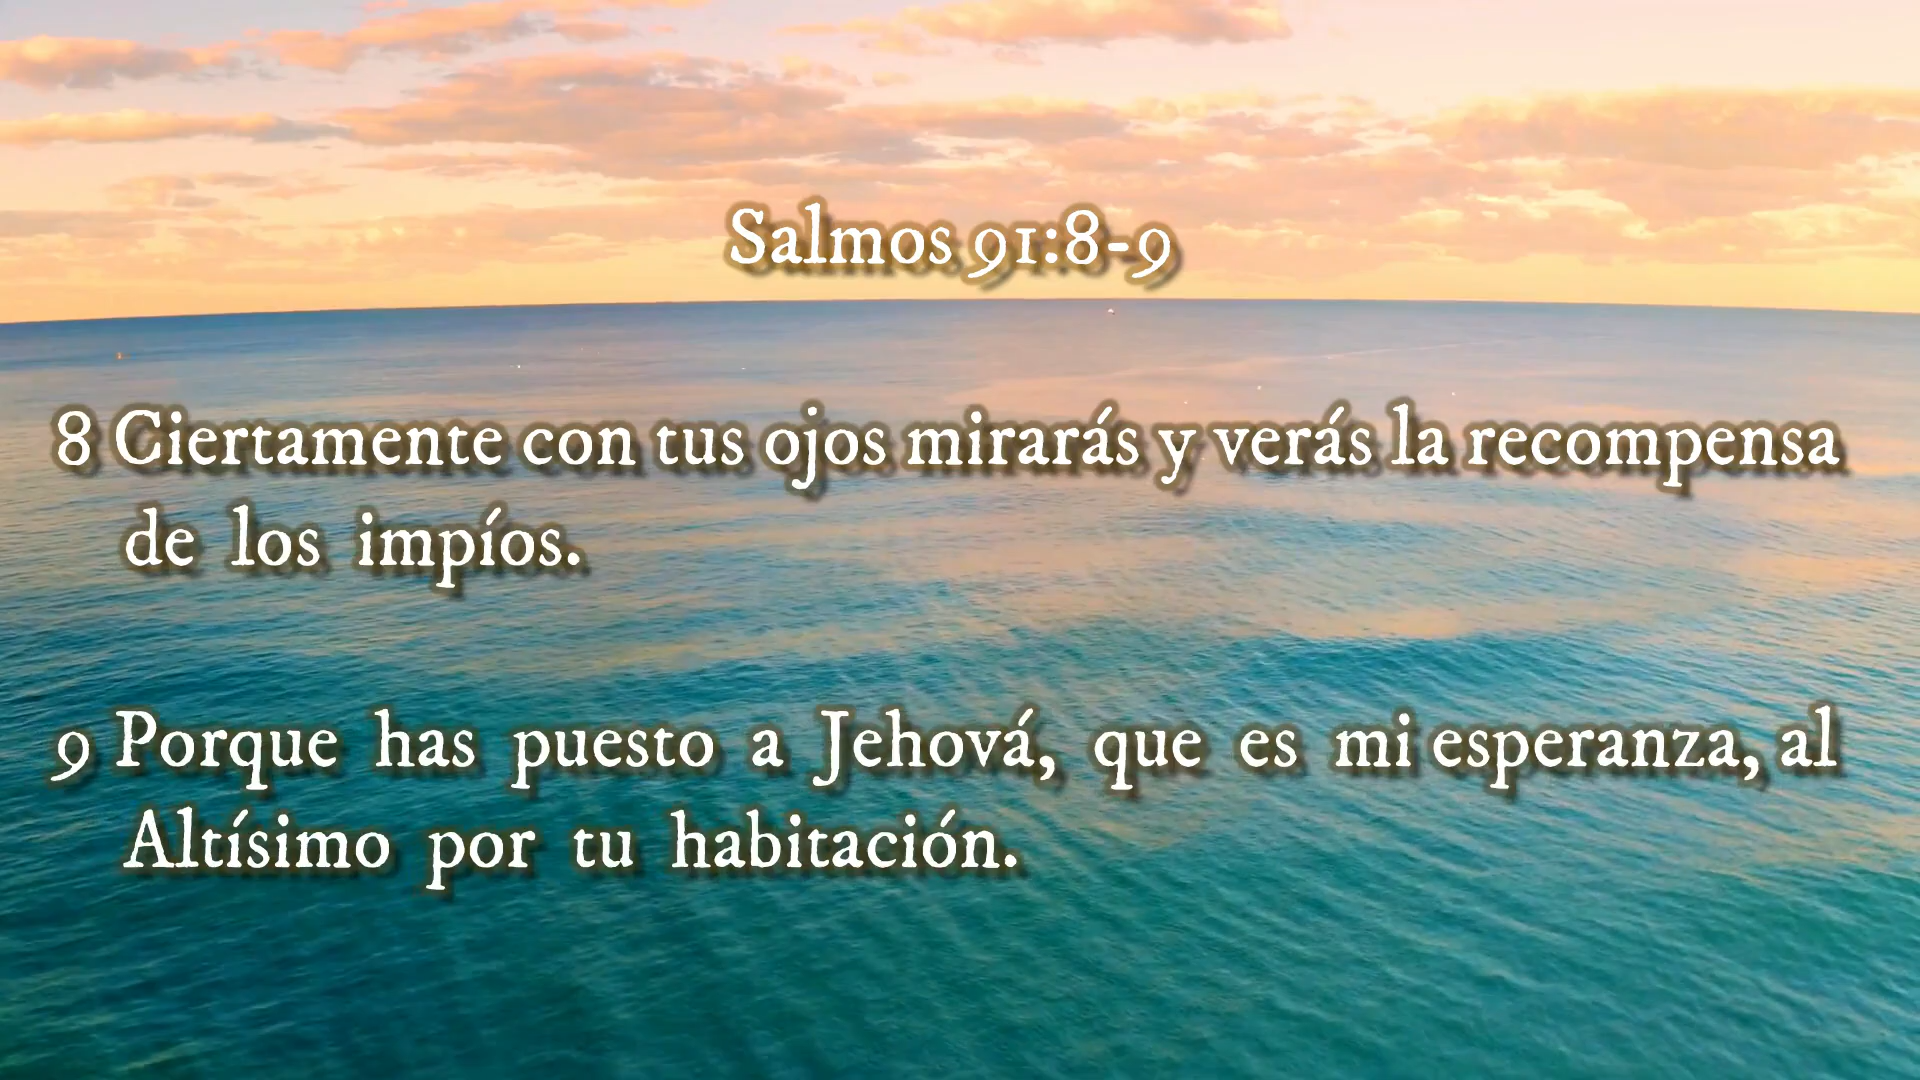 Salmos 91:8-9
8 Ciertamente con tus ojos mirarás y verás la recompensa
de los impíos.
9 Porque has puesto a Jehová, que es mi esperanza, al
Altísimo por tu habitación.